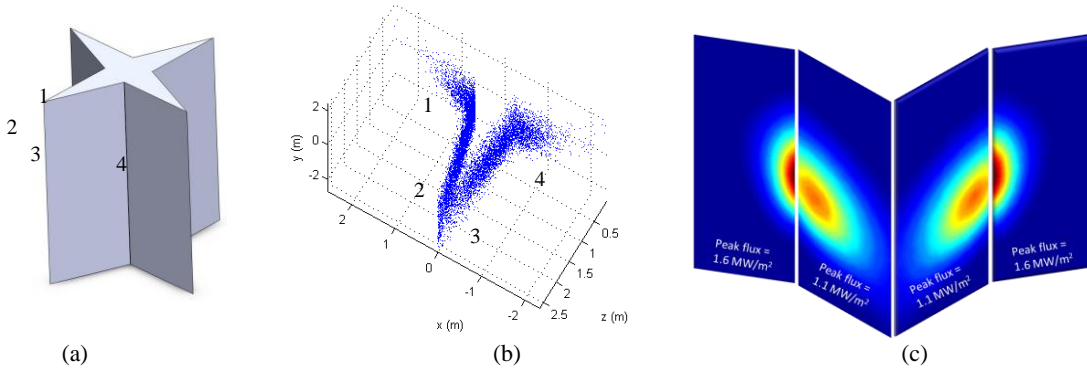 1
2
3
4
(a)
2
0
-2
y (m)
1
2
3
4
2
1
0
-1
-2
x (m)
0.5
1
1.5
2
2.5
z (m)
(b)
Peak flux =
1.6 MW/m²
Peak flux =
1.1 MW/m²
Peak flux =
1.1 MW/m²
Peak flux =
1.6 MW/m²
(c)